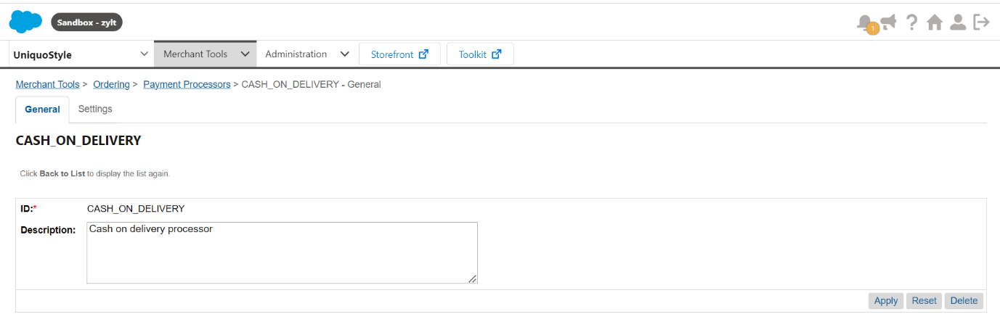 Sandbox - zylt
1
UniquoStyle
Merchant Tools
Administration
Storefront
Toolkit
Merchant Tools > Ordering > Payment Processors > CASH_ON_DELIVERY - General
General
Settings
CASH_ON_DELIVERY
Click Back to List to display the list again.
ID:* CASH_ON_DELIVERY
Description: Cash on delivery processor
Apply Reset Delete